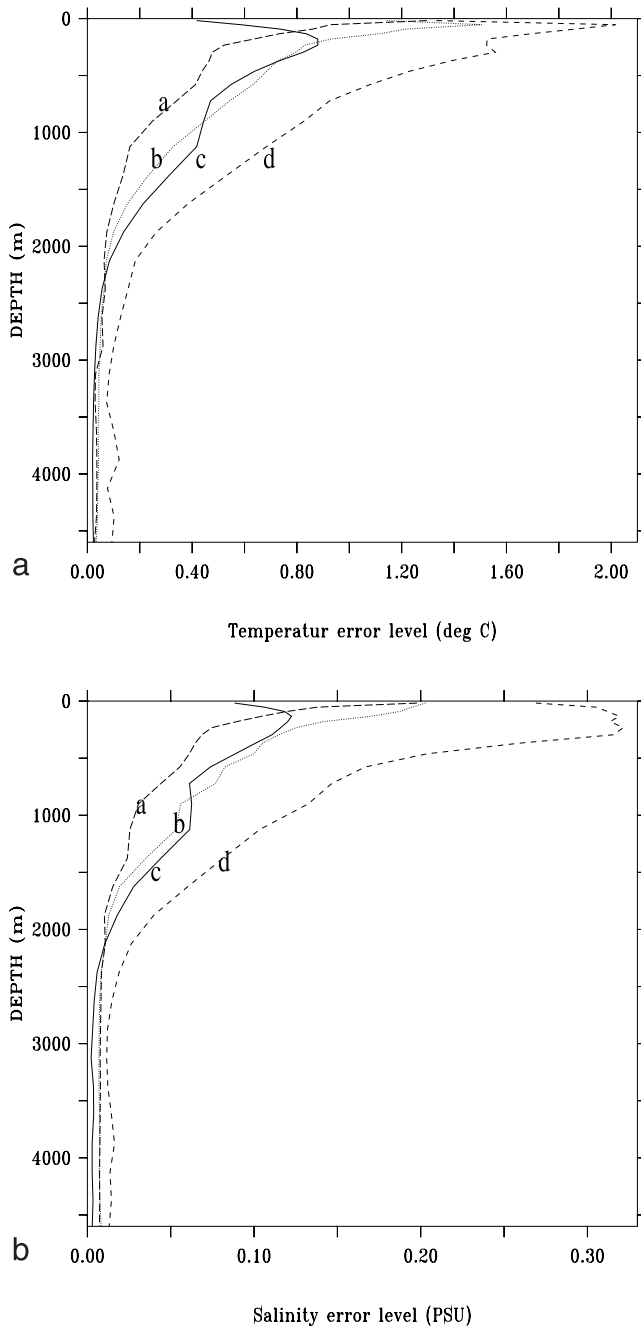 0
1000
2000
3000
4000
DEPTH (m)
a
b
c
d
a
0.00 0.40 0.80 1.20 1.60 2.00
Temperatur error level (deg C)
0
1000
2000
3000
4000
DEPTH (m)
a
b
c
d
b
0.00 0.10 0.20 0.30
Salinity error level (PSU)